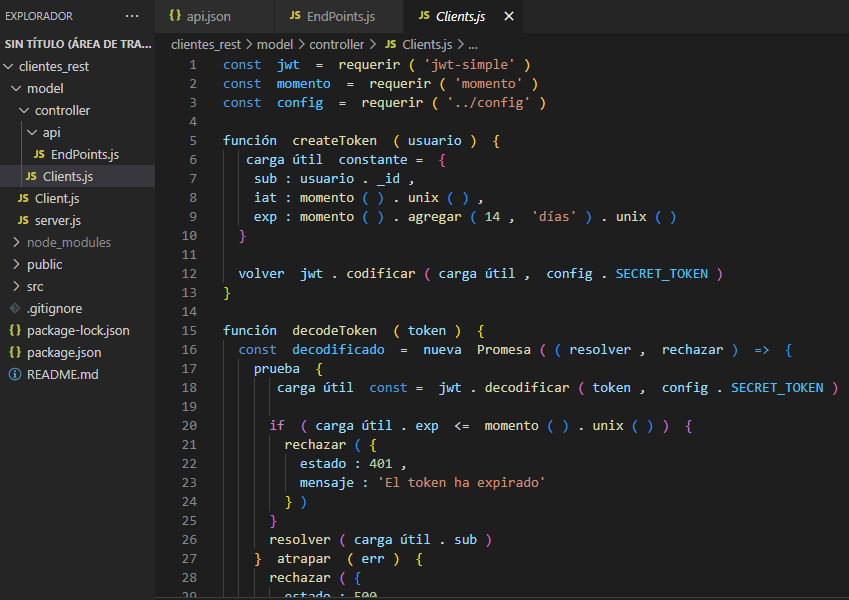 EXPLORADOR ...
SIN TÍTULO (ÁREA DE TRA...
clientes_rest
model
controller
api
JS EndPoints.js
JS Clients.js
JS Client.js
JS server.js
node_modules
public
src
.gitignore
{} package-lock.json
{} package.json
README.md
{} api.json
JS EndPoints.js
JS Clients.js ×
clientes_rest > model > controller > JS Clients.js > ...
1 const jwt = requerir ( 'jwt-simple' )
2 const momento = requerir ( 'momento' )
3 const config = requerir ( '../config' )
4
5 función createToken ( usuario ) {
6 carga útil constante = {
7 sub : usuario . _id ,
8 iat : momento ( ) . unix ( ) ,
9 exp : momento ( ) . agregar ( 14 , 'días' ) . unix ( )
10 }
11
12 volver jwt . codificar ( carga útil , config . SECRET_TOKEN )
13 }
14
15 función decodeToken ( token ) {
16 const decodificado = nueva Promesa ( ( resolver , rechazar ) => {
17 prueba {
18 carga útil const = jwt . decodificar ( token , config . SECRET_TOKEN )
19
20 if ( carga útil . exp <= momento ( ) . unix ( ) ) {
21 rechazar ( {
22 estado : 401 ,
23 mensaje : 'El token ha expirado'
24 } )
25 }
26 resolver ( carga útil . sub )
27 } atrapar ( err ) {
28 rechazar ( {
29 estado : 500